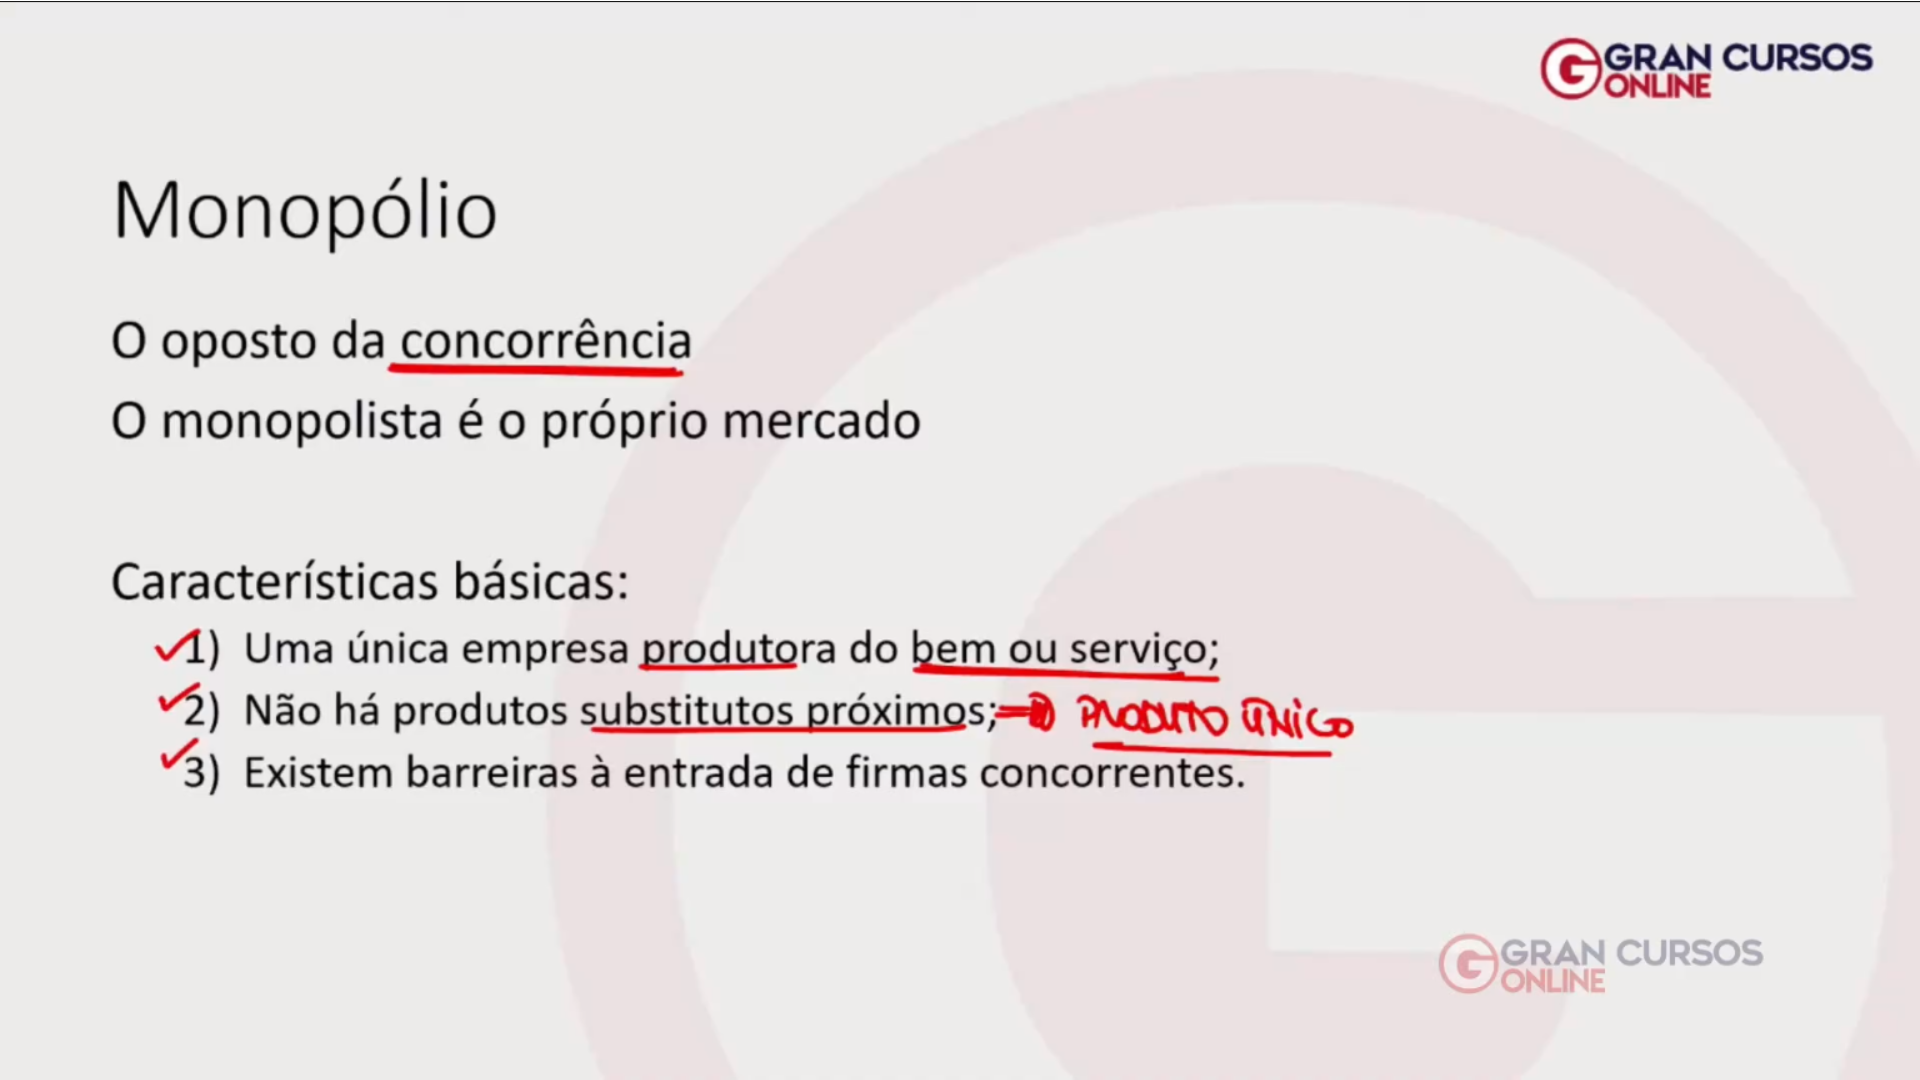 GRAN CURSOS
ONLINE
Monopólio
O oposto da concorrência
O monopolista é o próprio mercado
Características básicas:
1) Uma única empresa produtora do bem ou serviço;
2) Não há produtos substitutos próximos; PRODUTO ÚNICO
3) Existem barreiras à entrada de firmas concorrentes.
GRAN CURSOS
ONLINE